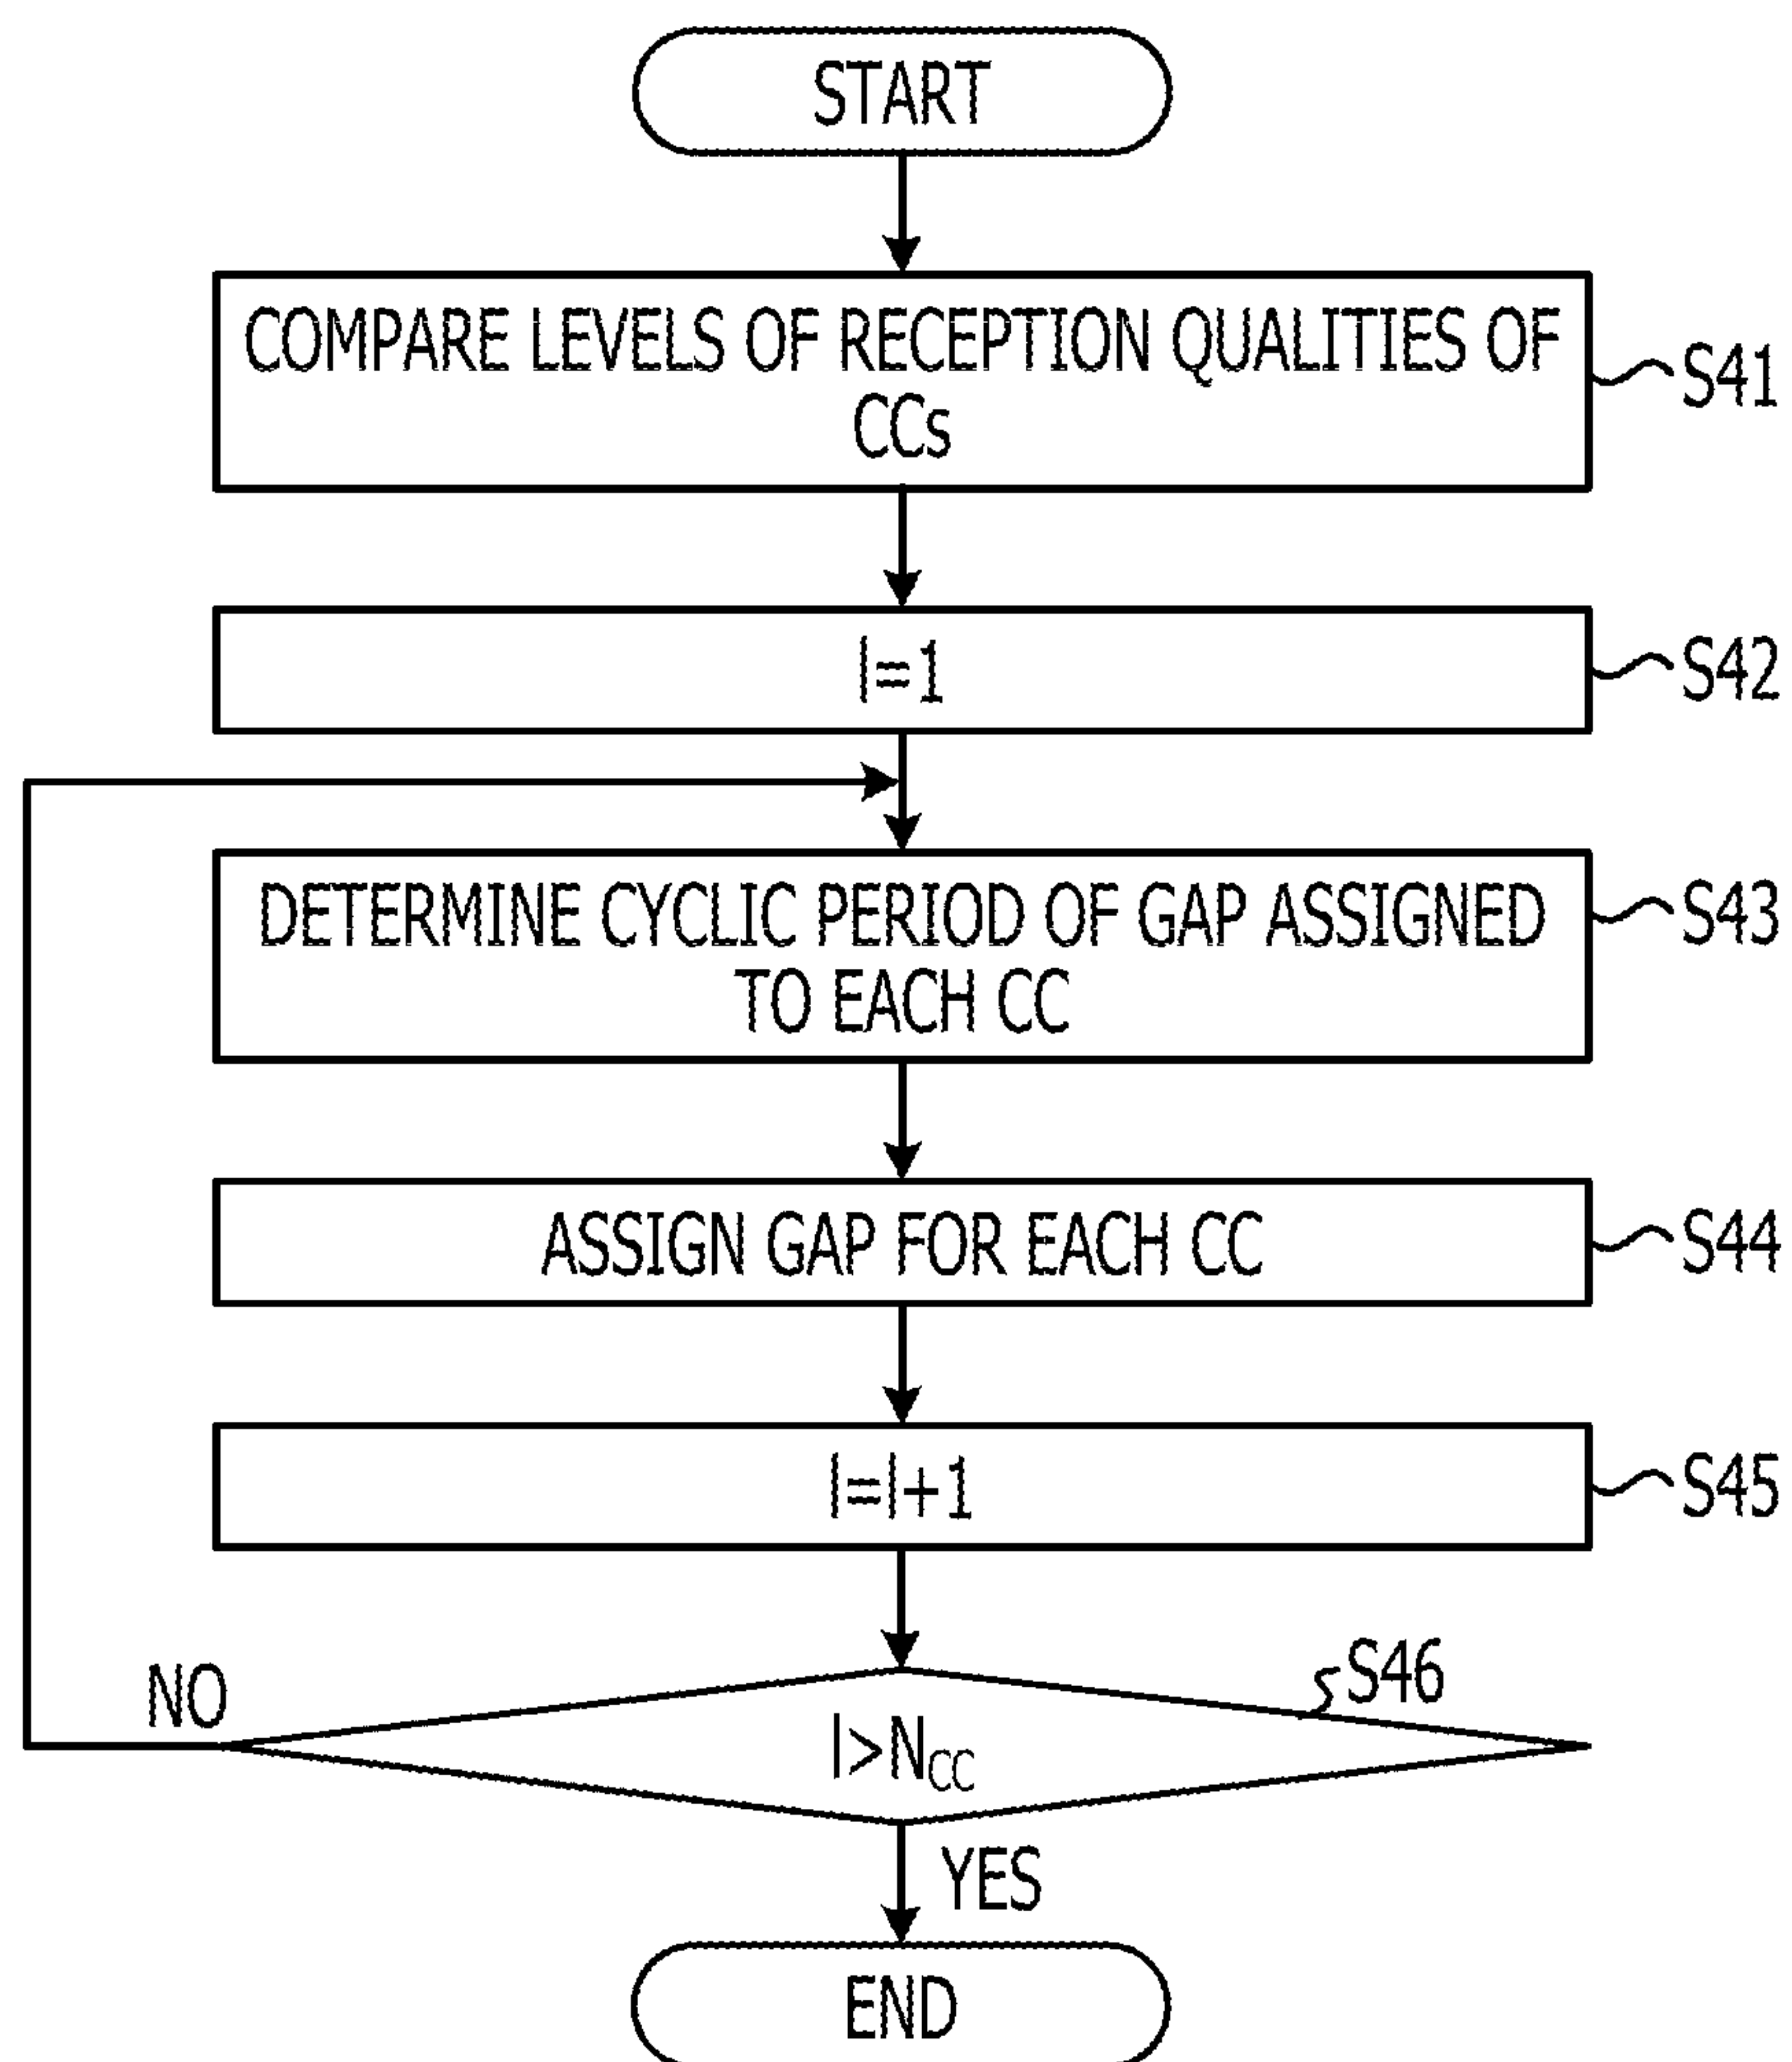 START
COMPARE LEVELS OF RECEPTION QUALITIES OF
CCs
S41
I=1
S42
DETERMINE CYCLIC PERIOD OF GAP ASSIGNED
TO EACH CC
S43
ASSIGN GAP FOR EACH CC
S44
I=I+1
S45
S46
NO
I>NCC
YES
END